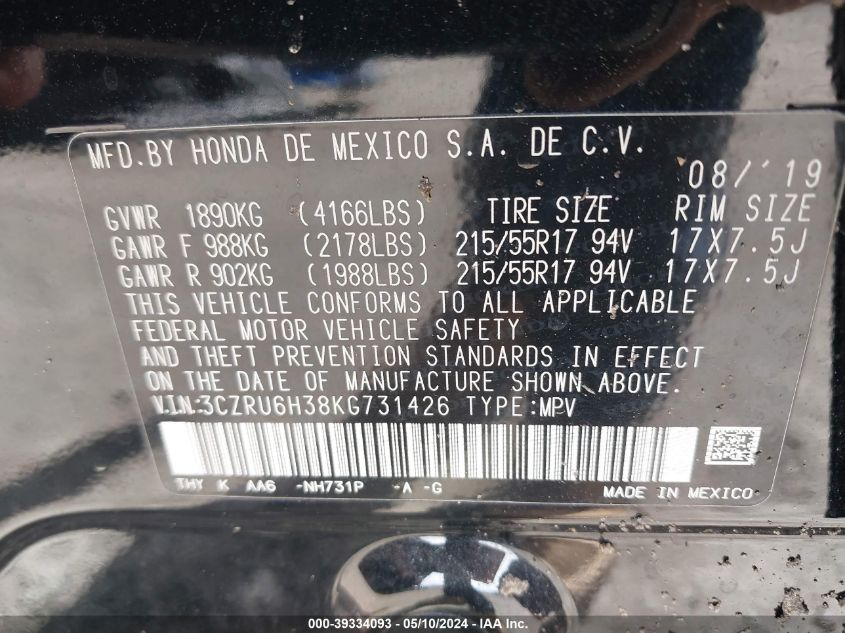 MFD.BY HONDA DE MEXICO S.A. DE C.V.
08/'19
GVWR 1890KG (4166LBS) TIRE SIZE RIM SIZE
GAWR F 988KG (2178LBS) 215/55R17 94V 17X7.5J
GAWR R 902KG (1988LBS) 215/55R17 94V 17X7.5J
THIS VEHICLE CONFORMS TO ALL APPLICABLE
FEDERAL MOTOR VEHICLE SAFETY
AND THEFT PREVENTION STANDARDS IN EFFECT
ON THE DATE OF MANUFACTURE SHOWN ABOVE.
V.I.N:3CZRU6H38KG731426 TYPE:MPV
THY K AA6 -NH731P -A -G
MADE IN MEXICO
000-39334093 - 05/10/2024 - IAA Inc.